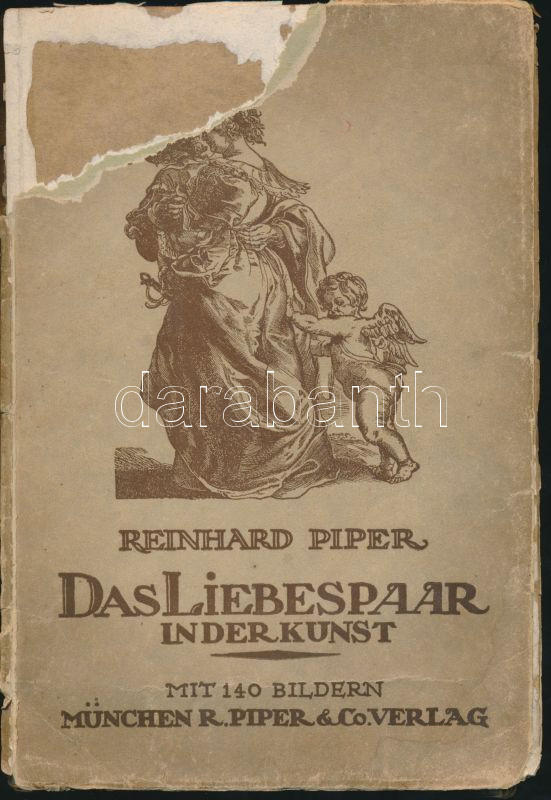 darabanth
REINHARD PIPER
DAS LIEBESPAAR
IN DER KUNST
MIT 140 BILDERN
MÜNCHEN R. PIPER & Co. VERLAG